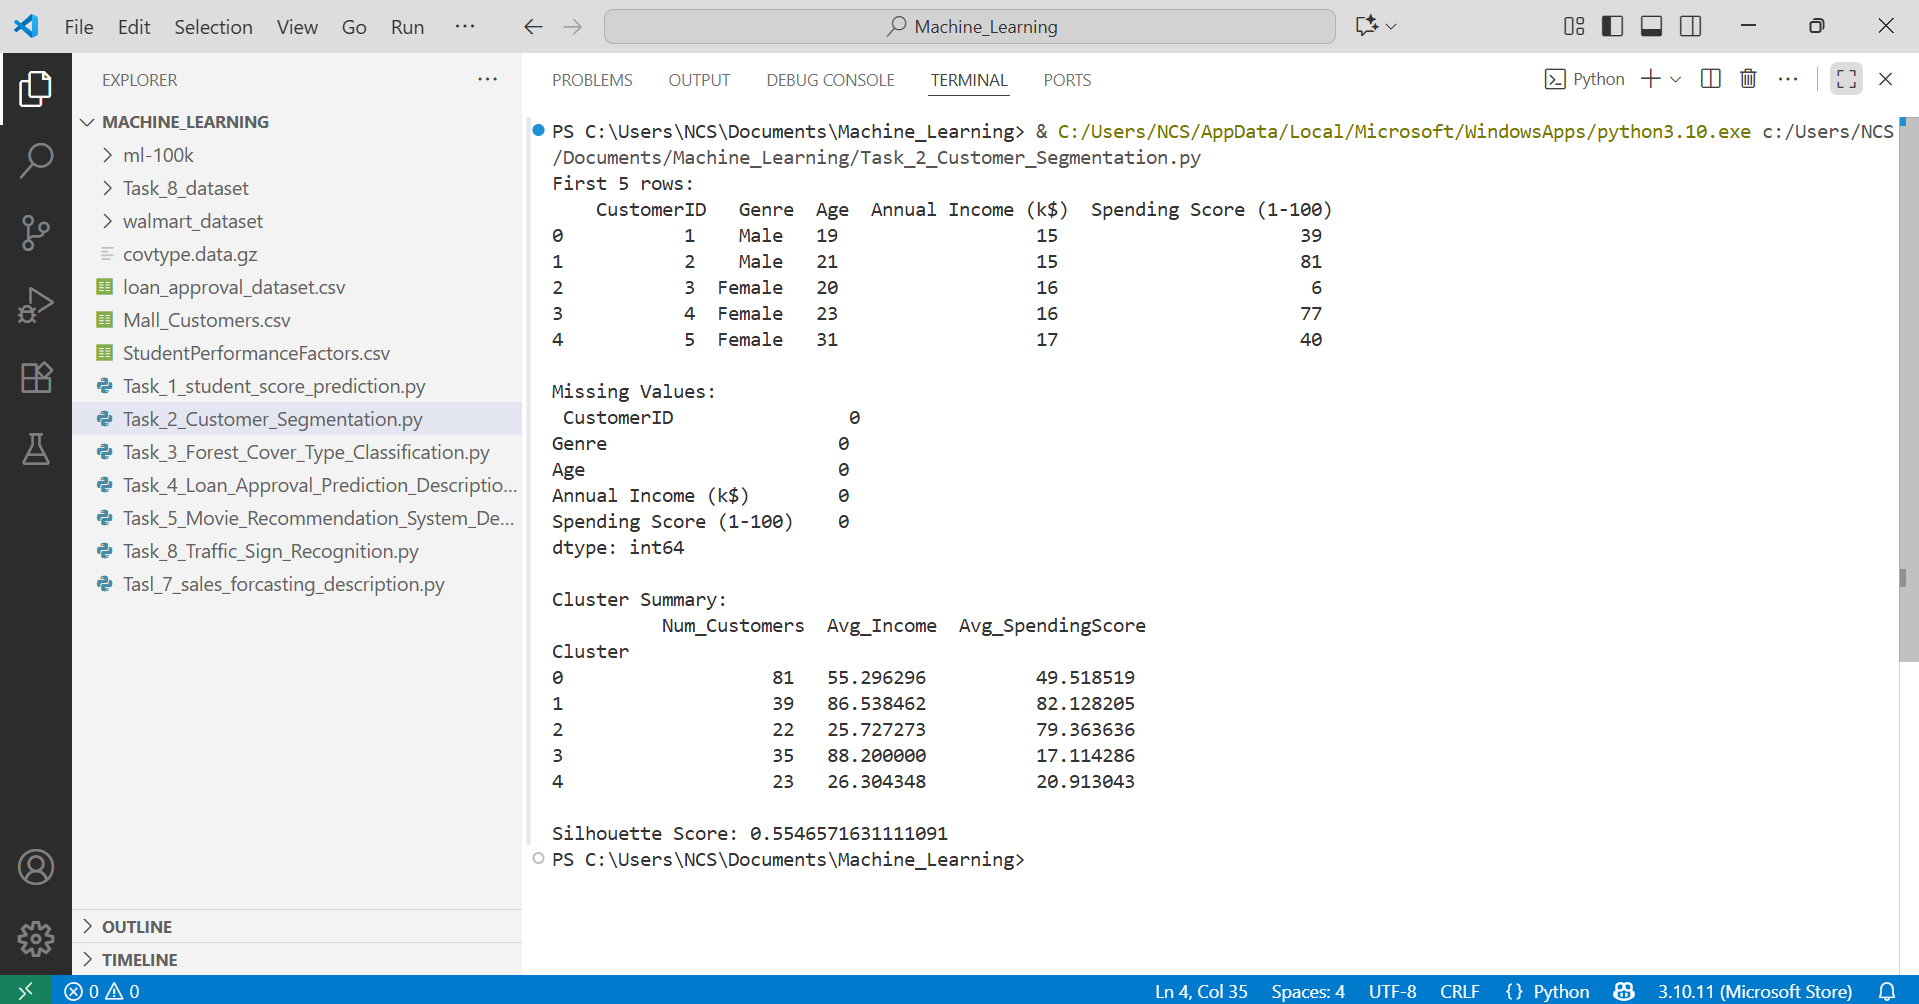 File Edit Selection View Go Run ··· Machine_Learning
EXPLORER ···
MACHINE_LEARNING
ml-100k
Task_8_dataset
walmart_dataset
covtype.data.gz
loan_approval_dataset.csv
Mall_Customers.csv
StudentPerformanceFactors.csv
Task_1_student_score_prediction.py
Task_2_Customer_Segmentation.py
Task_3_Forest_Cover_Type_Classification.py
Task_4_Loan_Approval_Prediction_Descriptio...
Task_5_Movie_Recommendation_System_De...
Task_8_Traffic_Sign_Recognition.py
Tasl_7_sales_forcasting_description.py
OUTLINE
TIMELINE
PROBLEMS OUTPUT DEBUG CONSOLE TERMINAL PORTS Python ···
PS C:\Users\NCS\Documents\Machine_Learning> & C:/Users/NCS/AppData/Local/Microsoft/WindowsApps/python3.10.exe c:/Users/NCS
/Documents/Machine_Learning/Task_2_Customer_Segmentation.py
First 5 rows:
CustomerID Genre Age Annual Income (k$) Spending Score (1-100)
0 1 Male 19 15 39
1 2 Male 21 15 81
2 3 Female 20 16 6
3 4 Female 23 16 77
4 5 Female 31 17 40
Missing Values:
CustomerID 0
Genre 0
Age 0
Annual Income (k$) 0
Spending Score (1-100) 0
dtype: int64
Cluster Summary:
Num_Customers Avg_Income Avg_SpendingScore
Cluster
0 81 55.296296 49.518519
1 39 86.538462 82.128205
2 22 25.727273 79.363636
3 35 88.200000 17.114286
4 23 26.304348 20.913043
Silhouette Score: 0.5546571631111091
PS C:\Users\NCS\Documents\Machine_Learning>
0 0 Ln 4, Col 35 Spaces: 4 UTF-8 CRLF {} Python 3.10.11 (Microsoft Store)